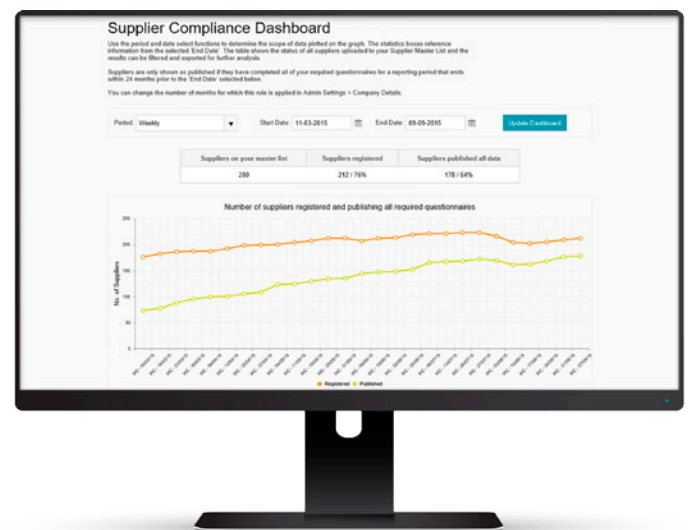 Supplier Compliance Dashboard
Use the period and date select functions to determine the scope of data plotted on the graph. The statistics boxes reference
information from the selected 'End Date'. The table shows the status of all suppliers uploaded to your Supplier Master List and the
results can be filtered and exported for further analysis.
Suppliers are only shown as published if they have completed all of your required questionnaires for a reporting period that ends
within 24 months prior to the 'End Date' selected below.
You can change the number of months for which this rule is applied in Admin Settings > Company Details.
Period: Weekly Start Date: 11-03-2015 End Date: 09-09-2015 Update Dashboard
Suppliers on your master list Suppliers registered Suppliers published all data
280 212 / 76% 178 / 64%
Number of suppliers registered and publishing all required questionnaires
250
200
150
100
50
0
No. of Suppliers
Registered Published